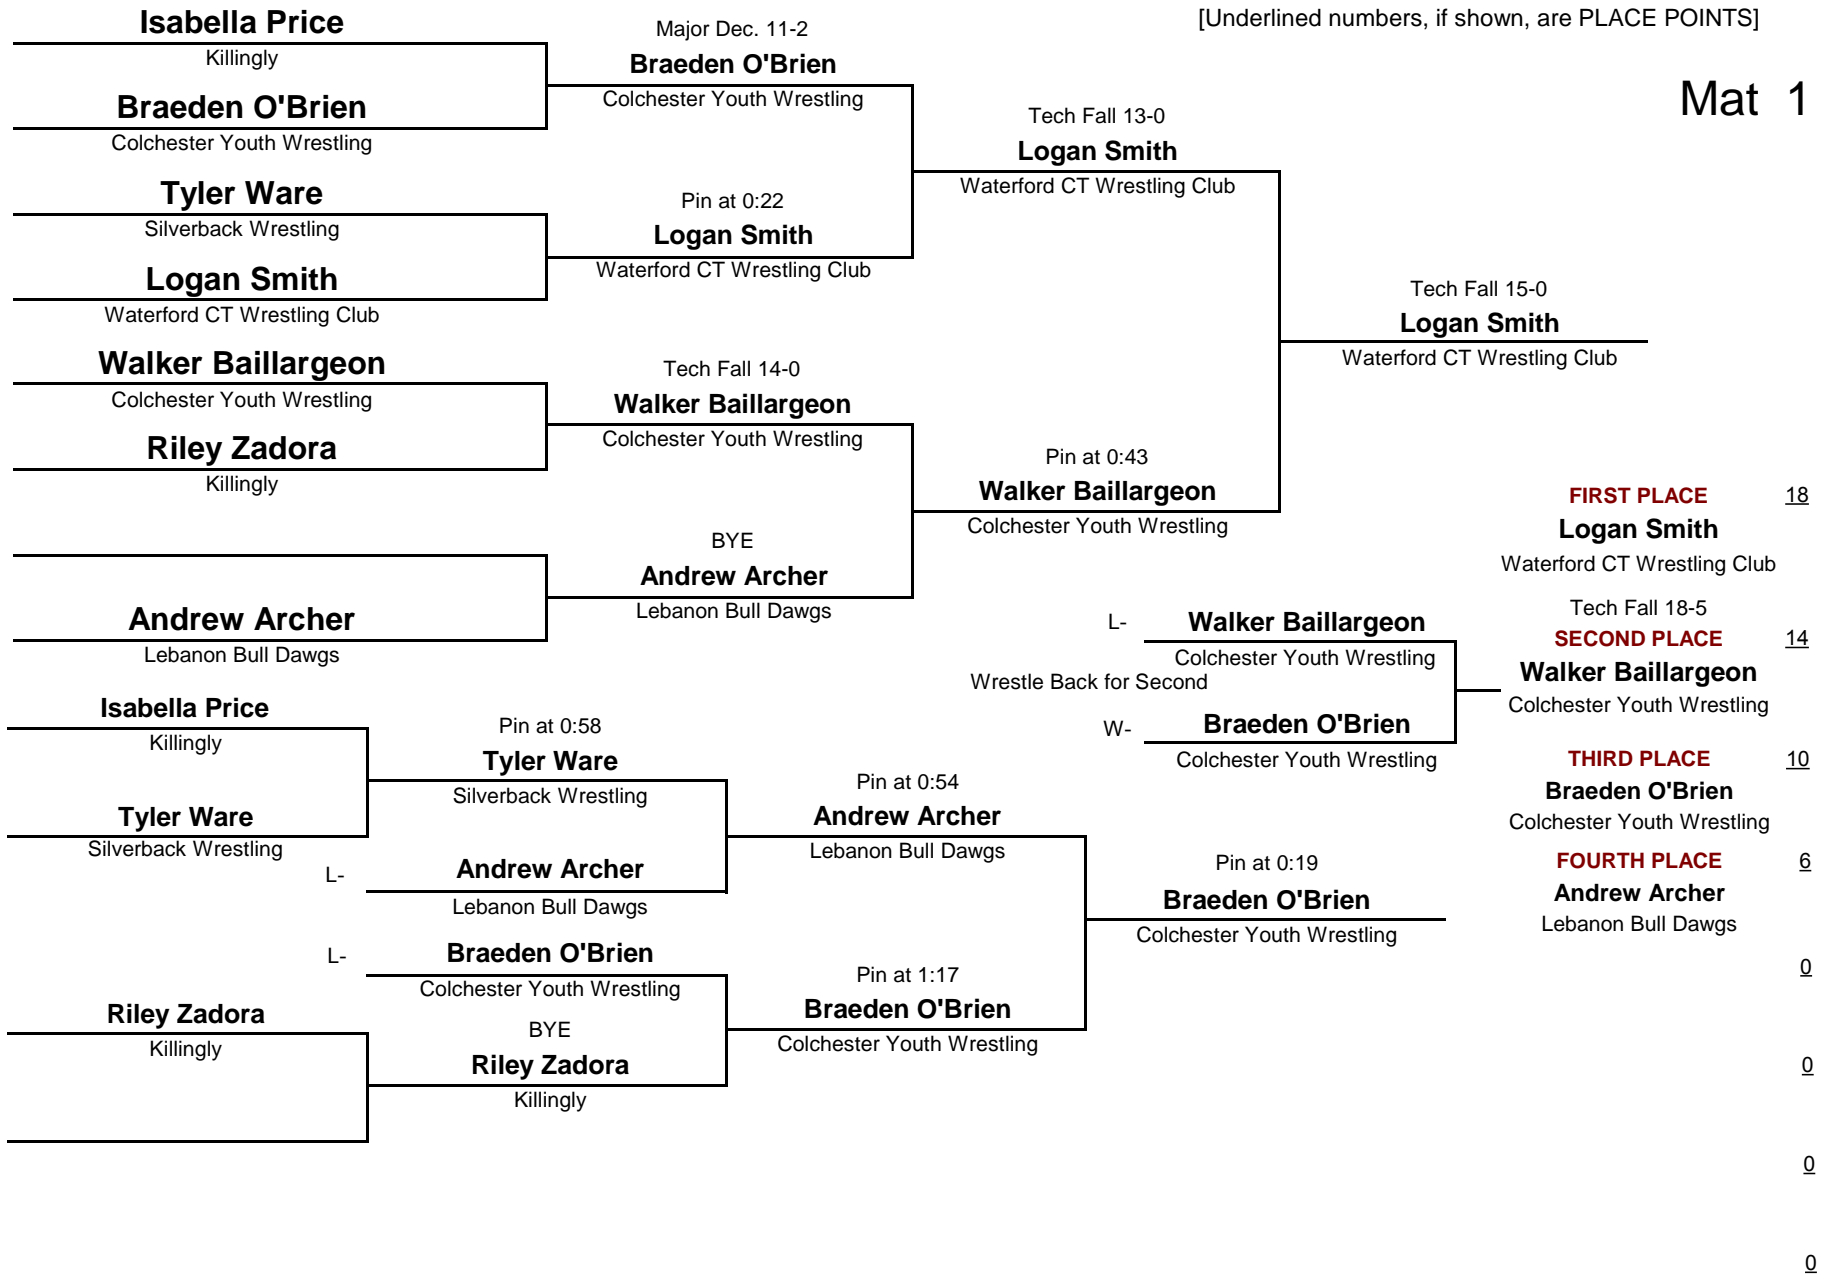 [Underlined numbers, if shown, are PLACE POINTS]
Mat 1
Isabella Price
Killingly
Braeden O'Brien
Colchester Youth Wrestling
Tyler Ware
Silverback Wrestling
Logan Smith
Waterford CT Wrestling Club
Walker Baillargeon
Colchester Youth Wrestling
Riley Zadora
Killingly
Andrew Archer
Lebanon Bull Dawgs
Major Dec. 11-2
Braeden O'Brien
Colchester Youth Wrestling
Pin at 0:22
Logan Smith
Waterford CT Wrestling Club
Tech Fall 14-0
Walker Baillargeon
Colchester Youth Wrestling
BYE
Andrew Archer
Lebanon Bull Dawgs
Tech Fall 13-0
Logan Smith
Waterford CT Wrestling Club
Pin at 0:43
Walker Baillargeon
Colchester Youth Wrestling
Tech Fall 15-0
Logan Smith
Waterford CT Wrestling Club
Isabella Price
Killingly
Tyler Ware
Silverback Wrestling
Riley Zadora
Killingly
Pin at 0:58
Tyler Ware
Silverback Wrestling
L- Andrew Archer
Lebanon Bull Dawgs
L- Braeden O'Brien
Colchester Youth Wrestling
BYE
Riley Zadora
Killingly
Pin at 0:54
Andrew Archer
Lebanon Bull Dawgs
Pin at 1:17
Braeden O'Brien
Colchester Youth Wrestling
Pin at 0:19
Braeden O'Brien
Colchester Youth Wrestling
L- Walker Baillargeon
Colchester Youth Wrestling
Wrestle Back for Second
W- Braeden O'Brien
Colchester Youth Wrestling
FIRST PLACE 18
Logan Smith
Waterford CT Wrestling Club
Tech Fall 18-5
SECOND PLACE 14
Walker Baillargeon
Colchester Youth Wrestling
THIRD PLACE 10
Braeden O'Brien
Colchester Youth Wrestling
FOURTH PLACE 6
Andrew Archer
Lebanon Bull Dawgs
0
0
0
0